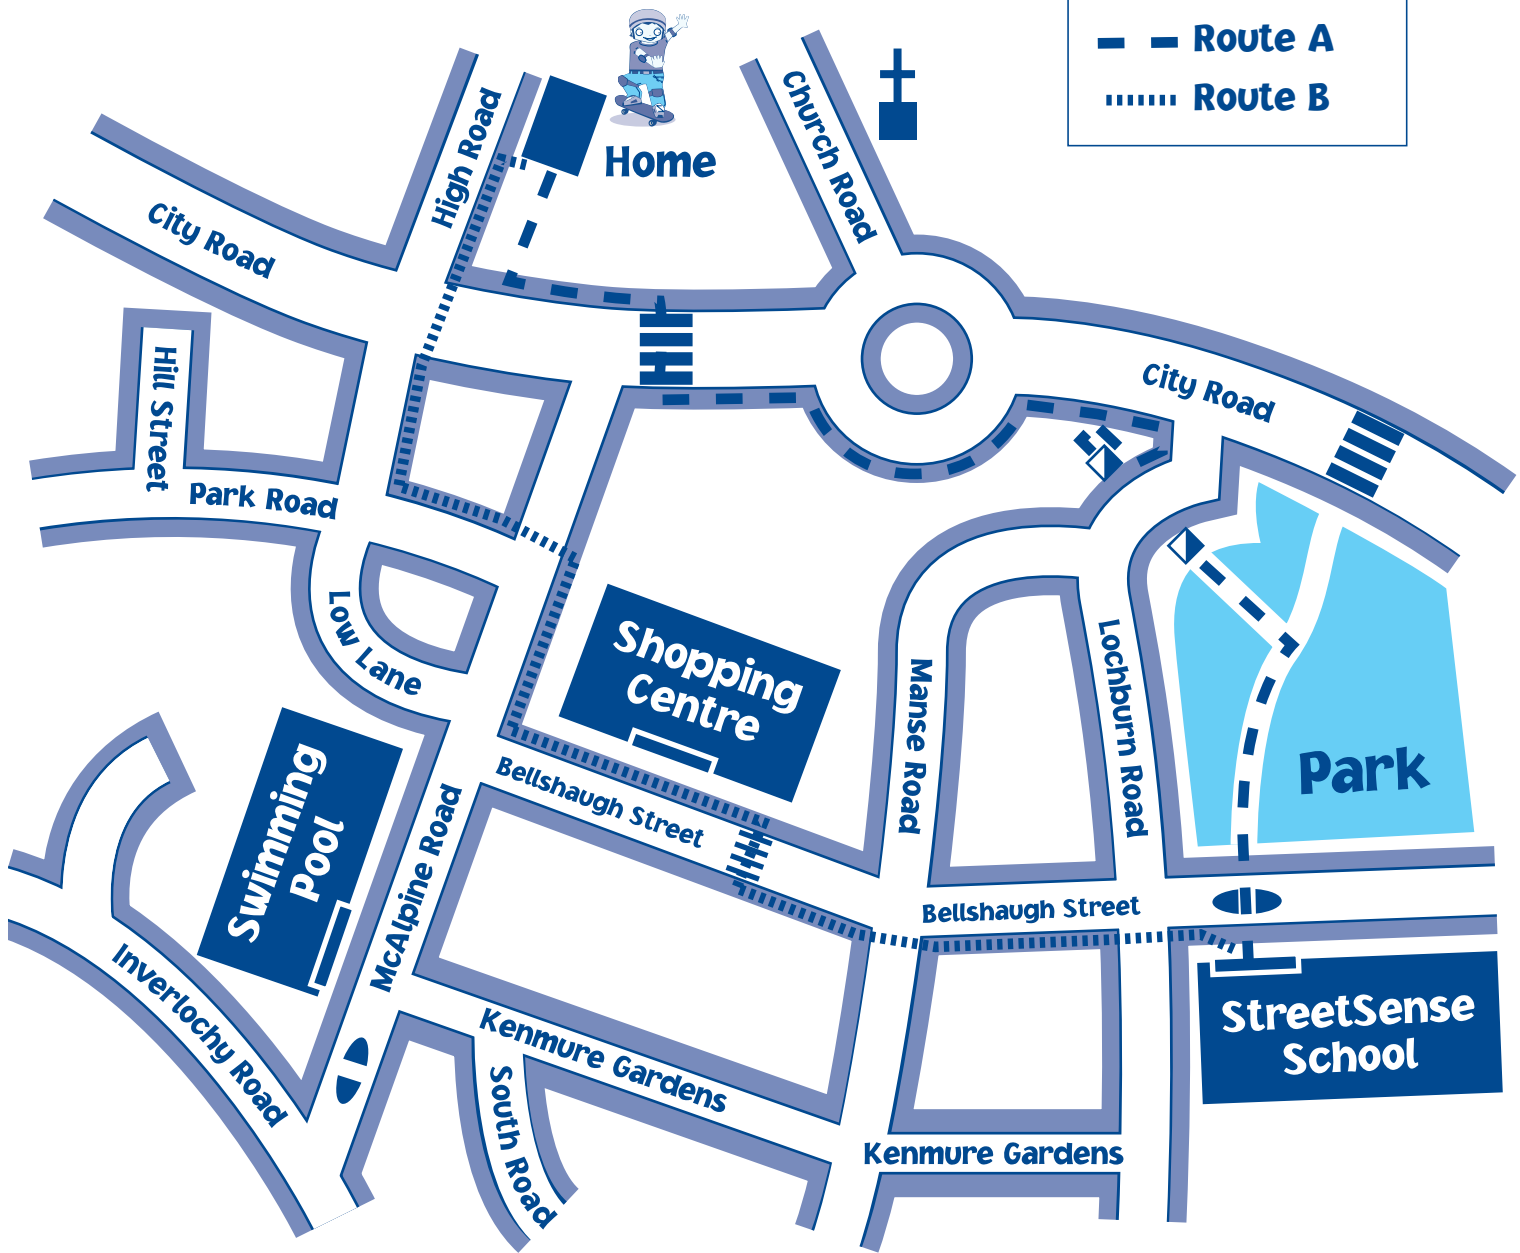 Route A
Route B
Home
High Road
Church Road
City Road
City Road
Hill Street
Park Road
Low Lane
Shopping
Centre
Manse Road
Lochburn Road
Park
Swimming
Pool
Bellshaugh Street
McAlpine Road
Bellshaugh Street
Inverlochy Road
StreetSense
School
Kenmure Gardens
South Road
Kenmure Gardens